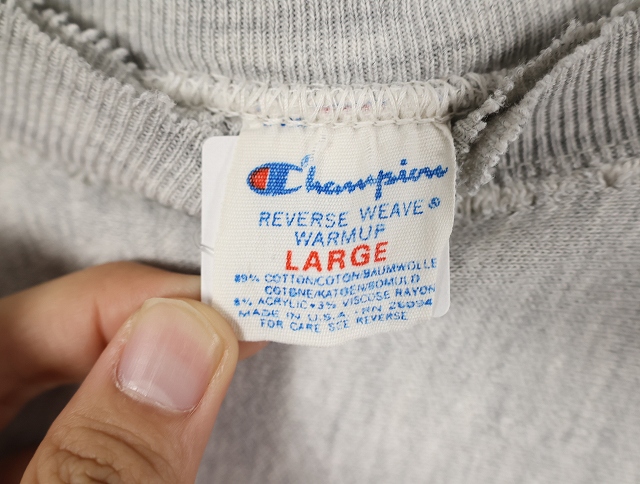 Champion
REVERSE WEAVE®
WARMUP
LARGE
89% COTTON/COTON/BAUMWOLLE
COTONE/KATOEN/BOMULD
8% ACRYLIC • 3% VISCOSE RAYON
MADE IN U.S.A. - RN 26094
FOR CARE SEE REVERSE